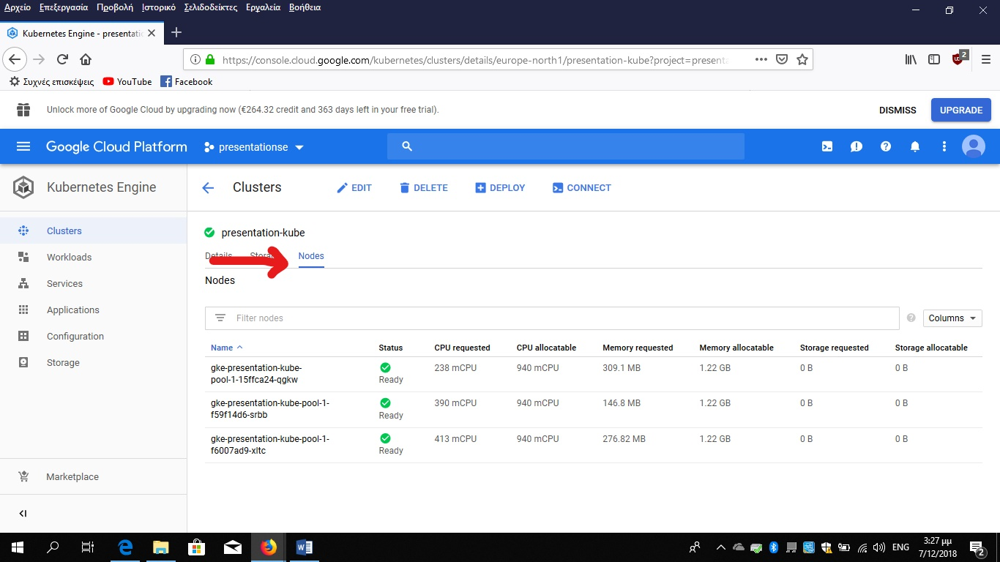 Αρχείο Επεξεργασία Προβολή Ιστορικό Σελιδοδείκτες Εργαλεία Βοήθεια
Kubernetes Engine - presentati
https://console.cloud.google.com/kubernetes/clusters/details/europe-north1/presentation-kube?project=present
2
Συχνές επισκέψεις YouTube Facebook
Unlock more of Google Cloud by upgrading now (€264.32 credit and 363 days left in your free trial).
DISMISS UPGRADE
Google Cloud Platform presentationse
Kubernetes Engine
Clusters EDIT DELETE DEPLOY CONNECT
Clusters
Workloads
Services
Applications
Configuration
Storage
Marketplace
presentation-kube
Details Storage Nodes
Nodes
Filter nodes Columns
Name Status CPU requested CPU allocatable Memory requested Memory allocatable Storage requested Storage allocatable
gke-presentation-kube- 238 mCPU 940 mCPU 309.1 MB 1.22 GB 0 B 0 B
pool-1-15ffca24-qgkw Ready
gke-presentation-kube-pool-1- 390 mCPU 940 mCPU 146.8 MB 1.22 GB 0 B 0 B
f59f14d6-srbb Ready
gke-presentation-kube-pool-1- 413 mCPU 940 mCPU 276.82 MB 1.22 GB 0 B 0 B
f6007ad9-xltc Ready
ENG 3:27 μμ
7/12/2018 2